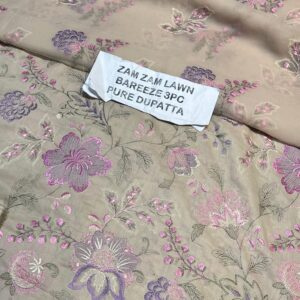 ZAM ZAM LAWN
BAREEZE 3PC
PURE DUPATTA